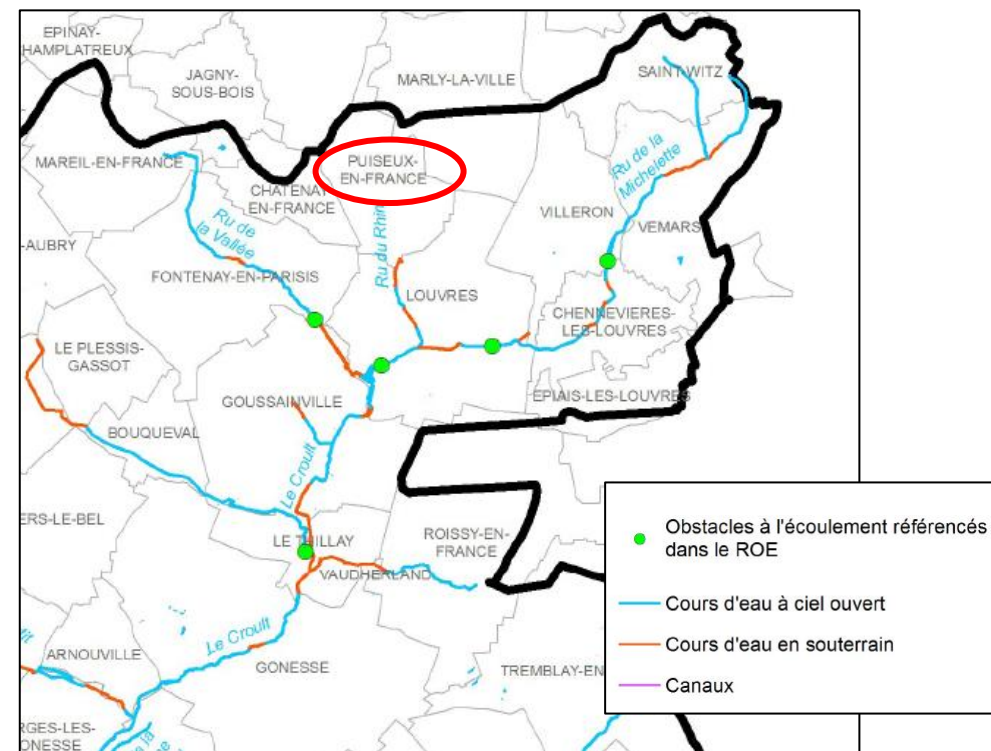 EPINAY-
HAMPLATREUX
JAGNY-
SOUS-BOIS
MARLY-LA-VILLE
SAINT-WITZ
MAREIL-EN-FRANCE
PUISEUX-
EN-FRANCE
CHATENAY
EN-FRANCE
Ru de la
Michelette
Ru de
la Vallée
Ru du Rhin
VILLERON
VEMARS
-AUBRY
FONTENAY-EN-PARISIS
LOUVRES
CHENNEVIERES-
LES-LOUVRES
LE PLESSIS-
GASSOT
GOUSSAINVILLE
EPIAIS-LES-LOUVRES
BOUQUEVAL
Le Croult
ERS-LE-BEL
LE THILLAY
ROISSY-EN-
FRANCE
VAUDHERLAND
Le Croult
ARNOUVILLE
GONESSE
TREMBLAY-EN
RGES-LES-
ONESSE
Obstacles à l'écoulement référencés
dans le ROE
Cours d'eau à ciel ouvert
Cours d'eau en souterrain
Canaux